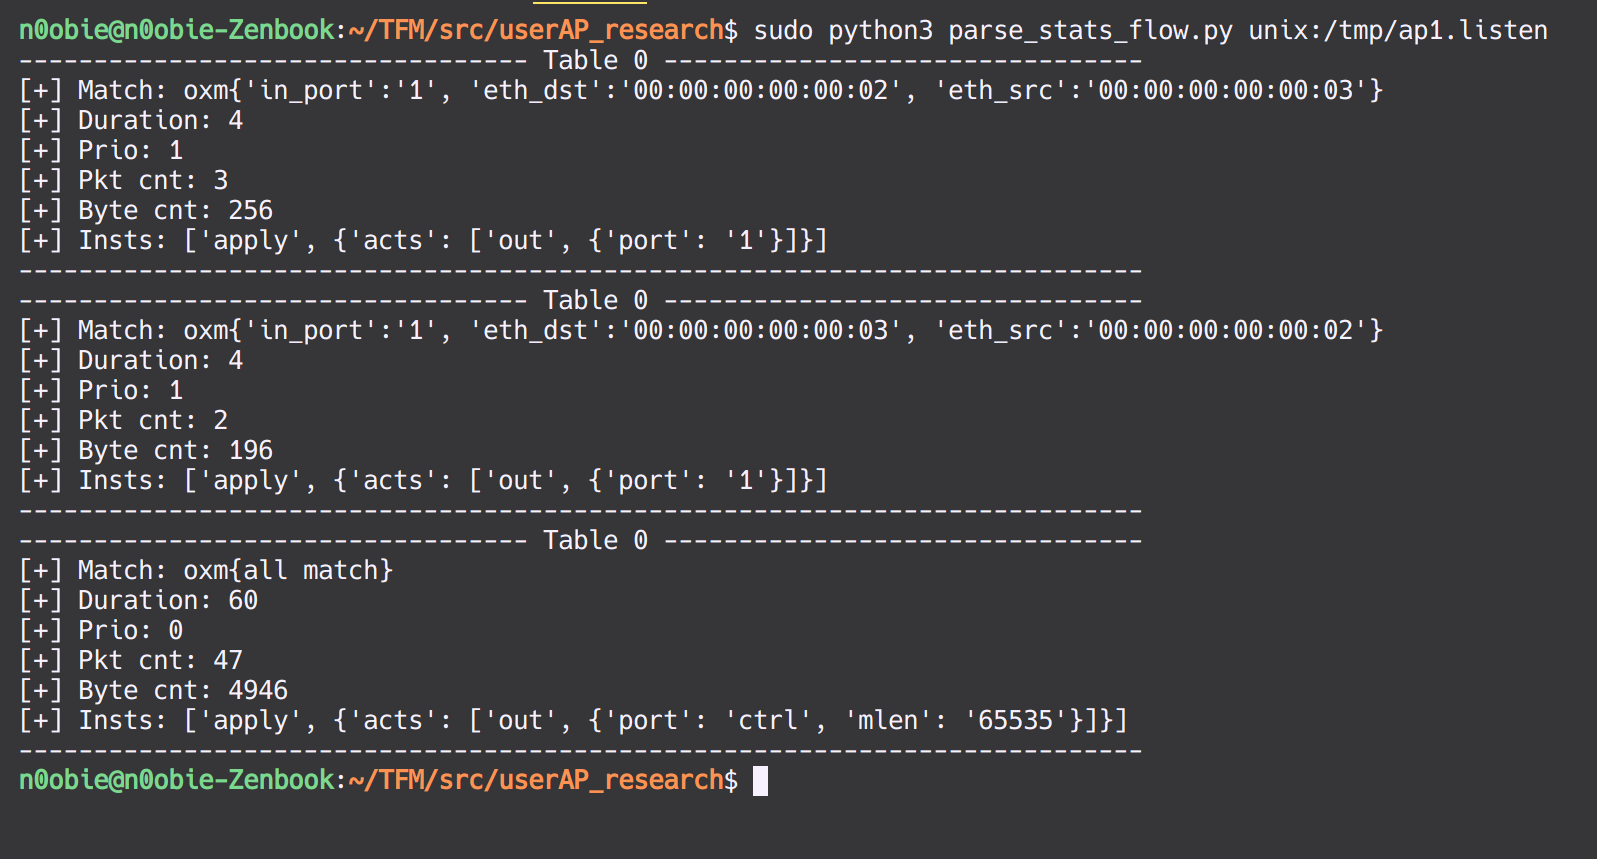 n0obie@n0obie-Zenbook:~/TFM/src/userAP_research$ sudo python3 parse_stats_flow.py unix:/tmp/ap1.listen
---------------------------------- Table 0 --------------------------------
[+] Match: oxm{'in_port':'1', 'eth_dst':'00:00:00:00:00:02', 'eth_src':'00:00:00:00:00:03'}
[+] Duration: 4
[+] Prio: 1
[+] Pkt cnt: 3
[+] Byte cnt: 256
[+] Insts: ['apply', {'acts': ['out', {'port': '1'}]}]
---------------------------------------------------------------------------
---------------------------------- Table 0 --------------------------------
[+] Match: oxm{'in_port':'1', 'eth_dst':'00:00:00:00:00:03', 'eth_src':'00:00:00:00:00:02'}
[+] Duration: 4
[+] Prio: 1
[+] Pkt cnt: 2
[+] Byte cnt: 196
[+] Insts: ['apply', {'acts': ['out', {'port': '1'}]}]
---------------------------------------------------------------------------
---------------------------------- Table 0 --------------------------------
[+] Match: oxm{all match}
[+] Duration: 60
[+] Prio: 0
[+] Pkt cnt: 47
[+] Byte cnt: 4946
[+] Insts: ['apply', {'acts': ['out', {'port': 'ctrl', 'mlen': '65535'}]}]
---------------------------------------------------------------------------
n0obie@n0obie-Zenbook:~/TFM/src/userAP_research$